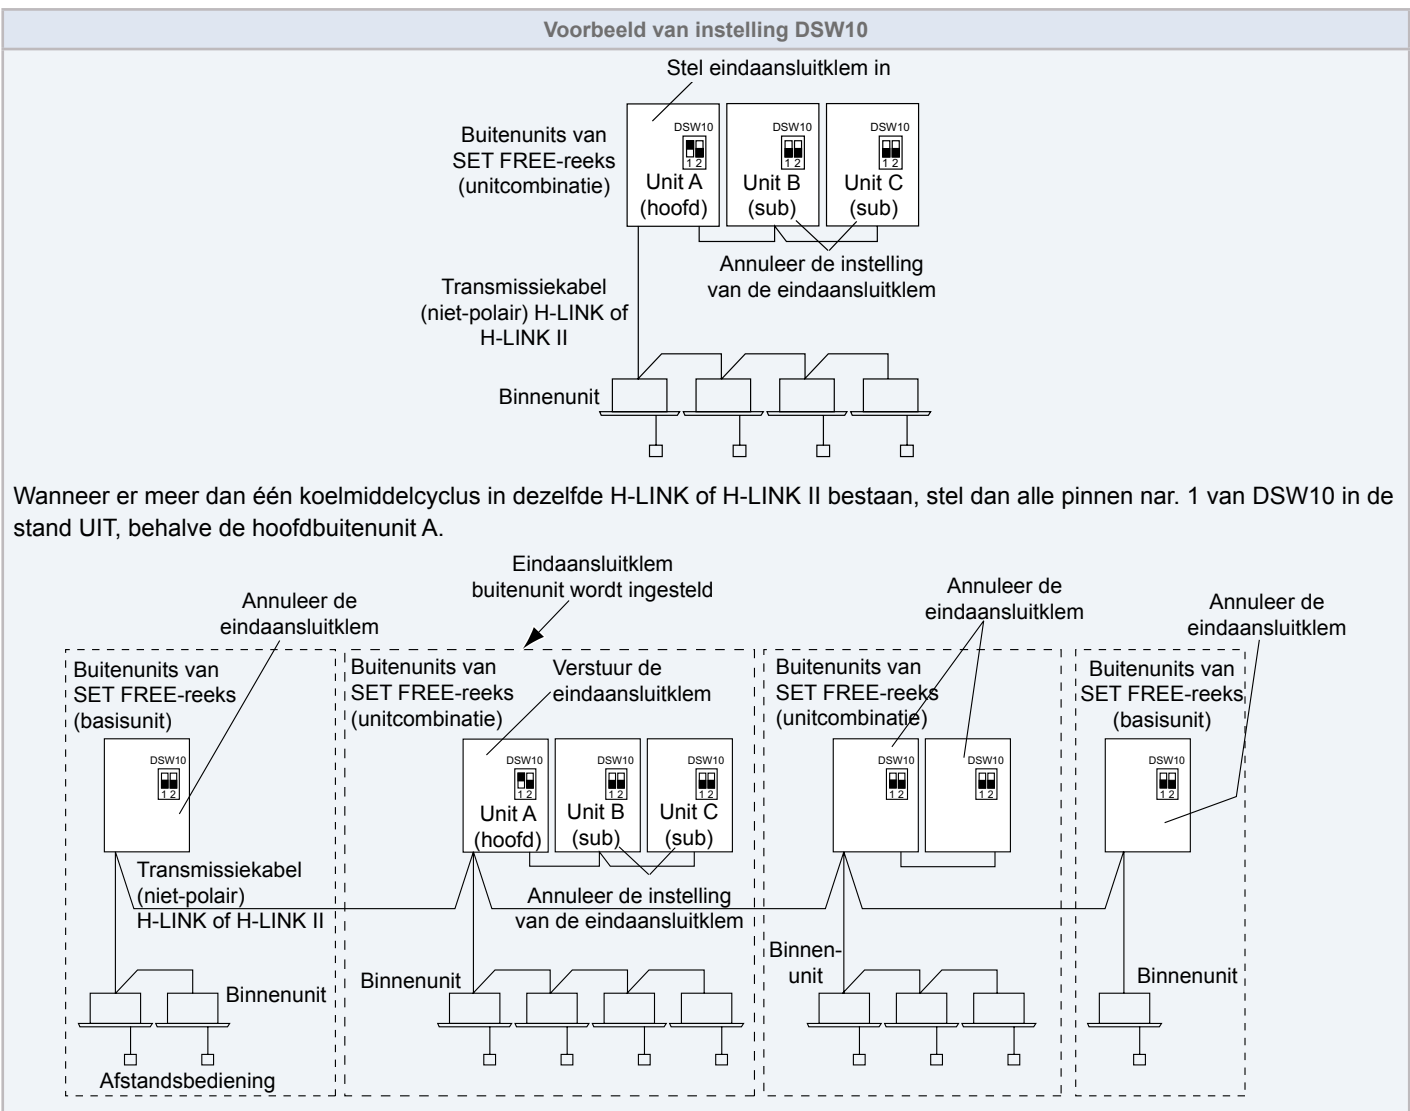 Voorbeeld van instelling DSW10
Stel eindaansluitklem in
Buitenunits van
SET FREE-reeks
(unitcombinatie)
DSW10
1 2
Unit A
(hoofd)
DSW10
1 2
Unit B
(sub)
DSW10
1 2
Unit C
(sub)
Annuleer de instelling
van de eindaansluitklem
Transmissiekabel
(niet-polair) H-LINK of
H-LINK II
Binnenunit
Wanneer er meer dan één koelmiddelcyclus in dezelfde H-LINK of H-LINK II bestaan, stel dan alle pinnen nar. 1 van DSW10 in de
stand UIT, behalve de hoofdbuitenunit A.
Eindaansluitklem
buitenunit wordt ingesteld
Annuleer de
eindaansluitklem
Annuleer de
eindaansluitklem
Annuleer de
eindaansluitklem
Buitenunits van
SET FREE-reeks
(basisunit)
DSW10
1 2
Transmissiekabel
(niet-polair)
H-LINK of H-LINK II
Binnenunit
Afstandsbediening
Buitenunits van
SET FREE-reeks
(unitcombinatie)
Verstuur de
eindaansluitklem
DSW10
1 2
Unit A
(hoofd)
DSW10
1 2
Unit B
(sub)
DSW10
1 2
Unit C
(sub)
Annuleer de instelling
van de eindaansluitklem
Binnenunit
Buitenunits van
SET FREE-reeks
(unitcombinatie)
DSW10
1 2
DSW10
1 2
Binnen-
unit
Buitenunits van
SET FREE-reeks
(basisunit)
DSW10
1 2
Binnenunit